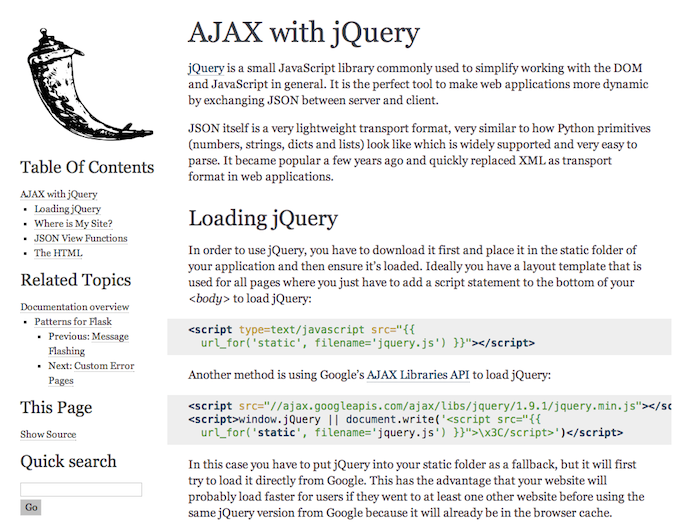 AJAX with jQuery
jQuery is a small JavaScript library commonly used to simplify working with the DOM
and JavaScript in general. It is the perfect tool to make web applications more dynamic
by exchanging JSON between server and client.
JSON itself is a very lightweight transport format, very similar to how Python primitives
(numbers, strings, dicts and lists) look like which is widely supported and very easy to
parse. It became popular a few years ago and quickly replaced XML as transport
format in web applications.
Loading jQuery
In order to use jQuery, you have to download it first and place it in the static folder of
your application and then ensure it's loaded. Ideally you have a layout template that is
used for all pages where you just have to add a script statement to the bottom of your
<body> to load jQuery:
<script type=text/javascript src="{{
  url_for('static', filename='jquery.js') }}"></script>
Another method is using Google's AJAX Libraries API to load jQuery:
<script src="//ajax.googleapis.com/ajax/libs/jquery/1.9.1/jquery.min.js"></sc
<script>window.jQuery || document.write('<script src="{{
  url_for('static', filename='jquery.js') }}">\x3C/script>')</script>
In this case you have to put jQuery into your static folder as a fallback, but it will first
try to load it directly from Google. This has the advantage that your website will
probably load faster for users if they went to at least one other website before using the
same jQuery version from Google because it will already be in the browser cache.
Table Of Contents
AJAX with jQuery
Loading jQuery
Where is My Site?
JSON View Functions
The HTML
Related Topics
Documentation overview
Patterns for Flask
Previous: Message
Flashing
Next: Custom Error
Pages
This Page
Show Source
Quick search
Go